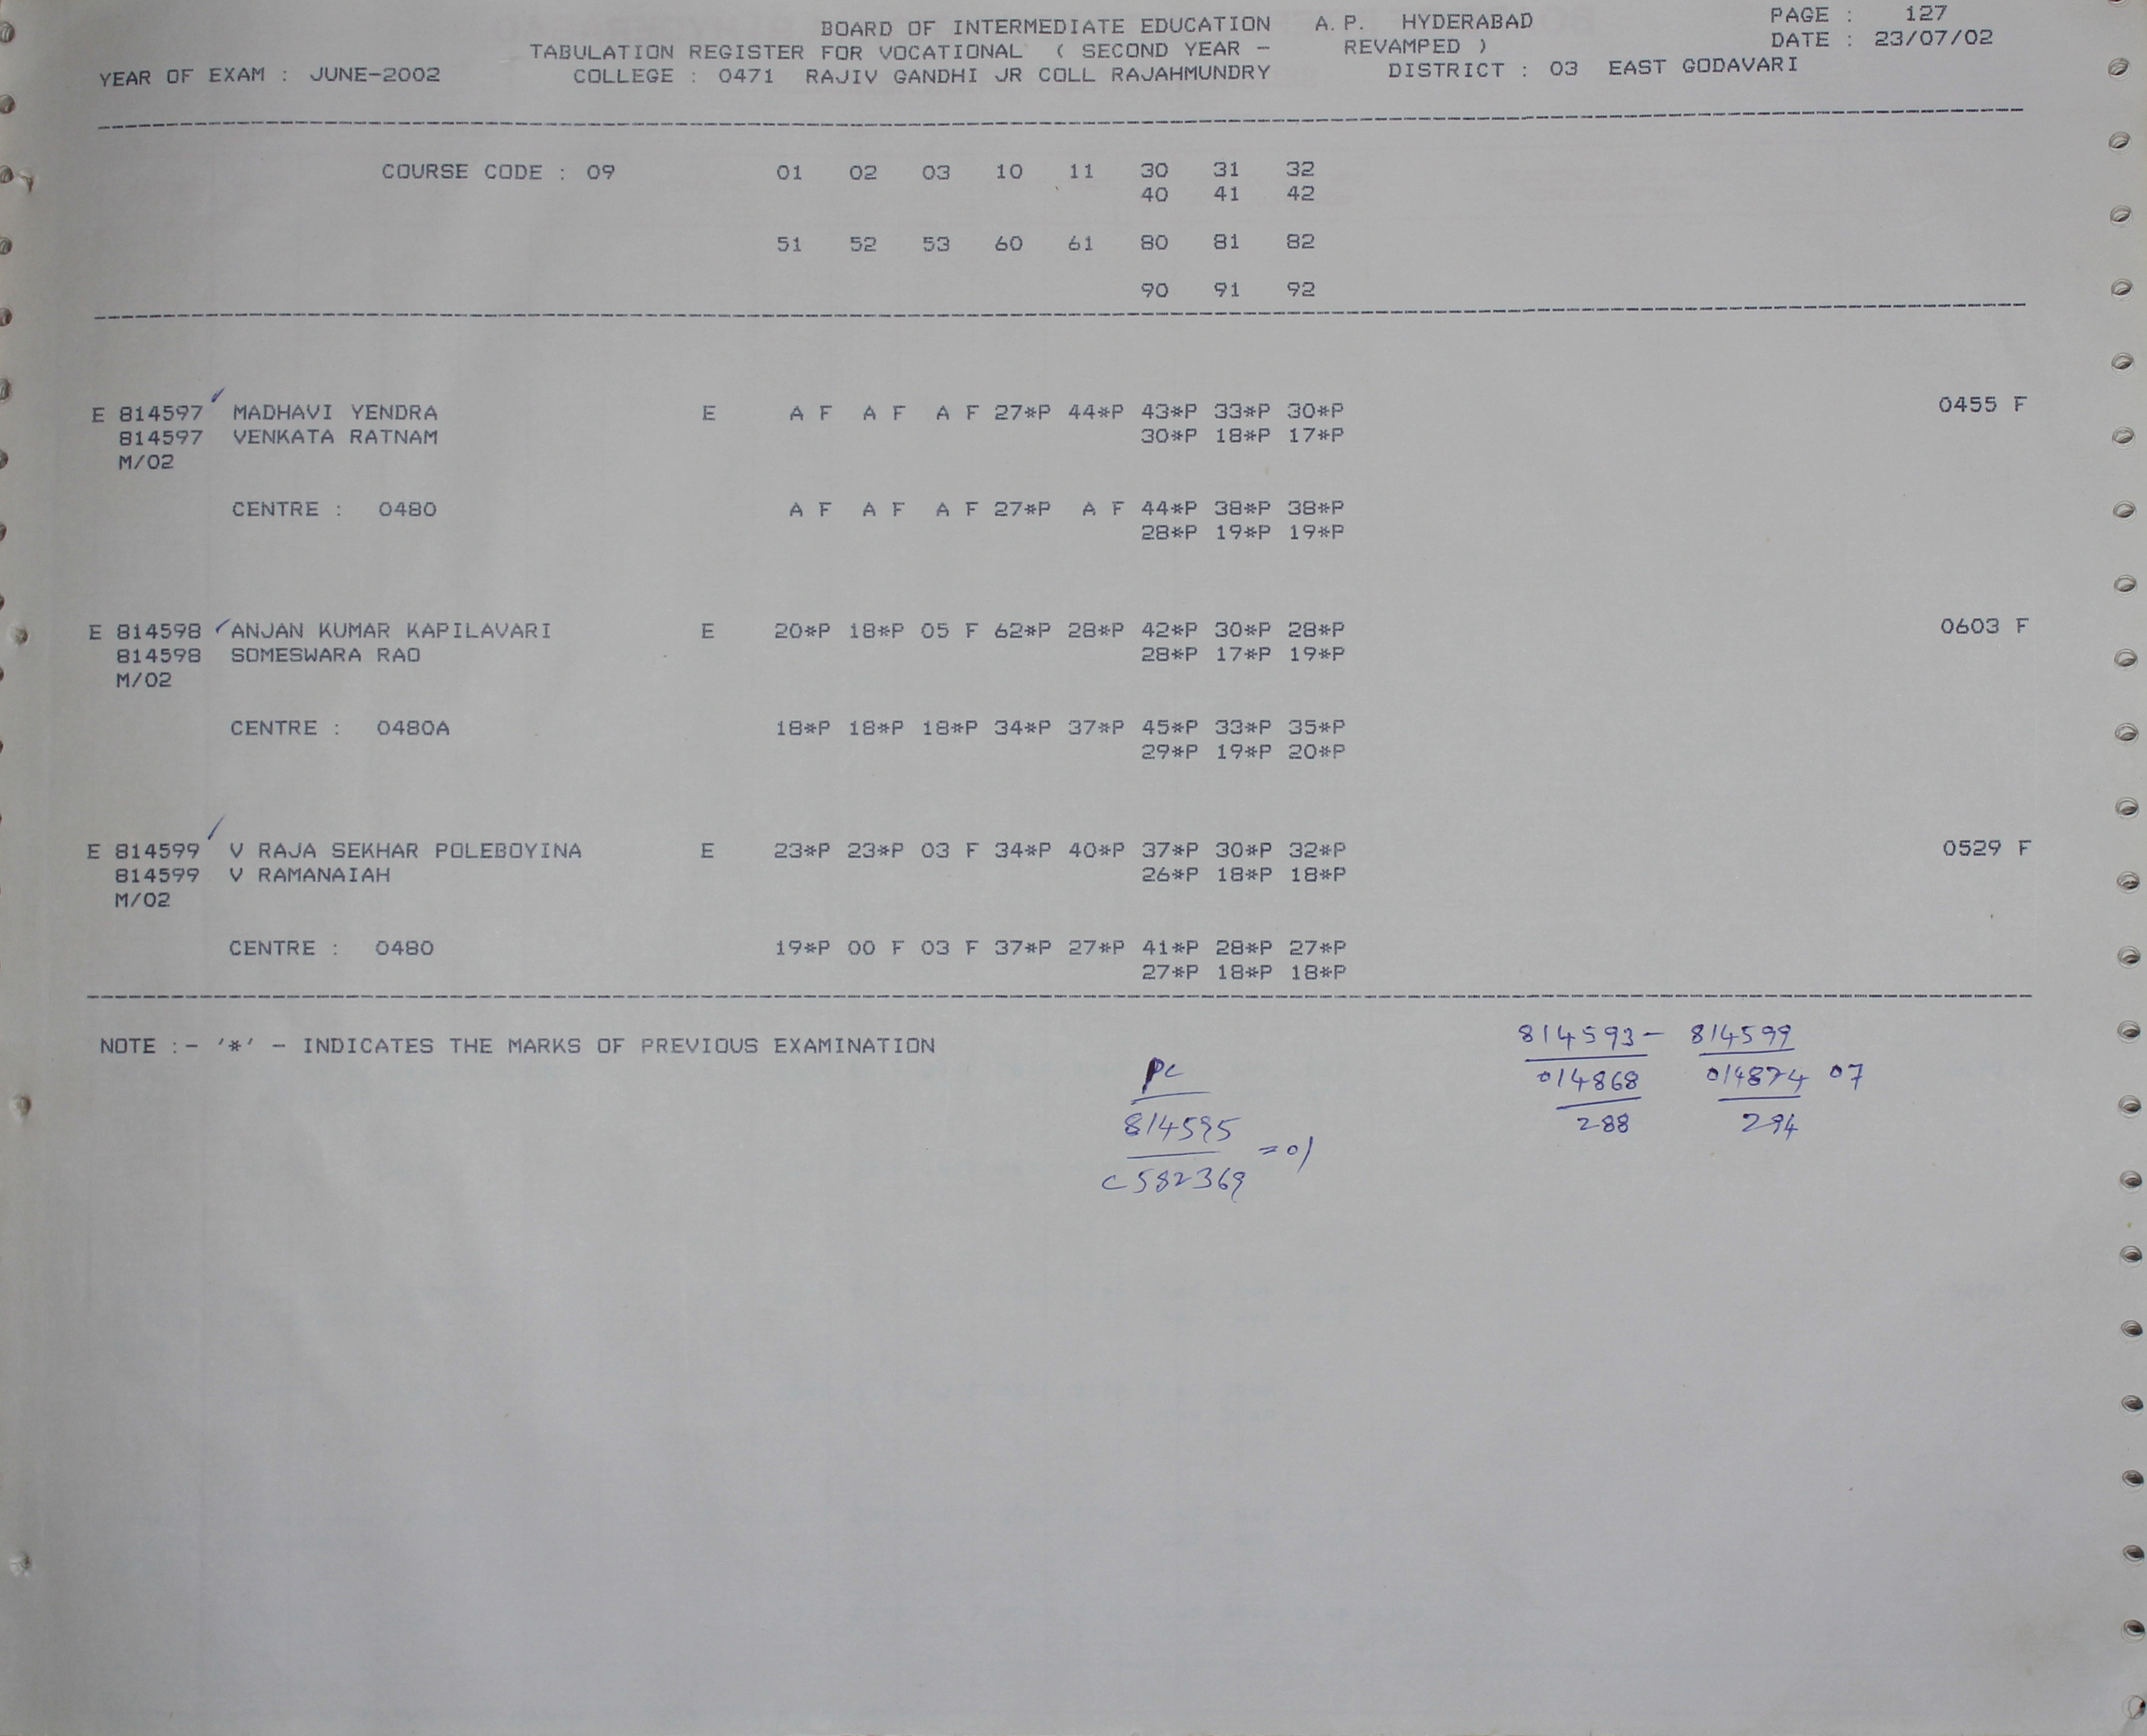 BOARD OF INTERMEDIATE EDUCATION A.P. HYDERABAD PAGE : 127
TABULATION REGISTER FOR VOCATIONAL ( SECOND YEAR - REVAMPED ) DATE : 23/07/02
YEAR OF EXAM : JUNE-2002 COLLEGE : 0471 RAJIV GANDHI JR COLL RAJAHMUNDRY DISTRICT : 03 EAST GODAVARI
COURSE CODE : 09 01 02 03 10 11 30 31 32
40 41 42
51 52 53 60 61 80 81 82
90 91 92
E 814597 MADHAVI YENDRA E A F A F A F 27*P 44*P 43*P 33*P 30*P 0455 F
814597 VENKATA RATNAM 30*P 18*P 17*P
M/02
CENTRE : 0480 A F A F A F 27*P A F 44*P 38*P 38*P
28*P 19*P 19*P
E 814598 ANJAN KUMAR KAPILAVARI E 20*P 18*P 05 F 62*P 28*P 42*P 30*P 28*P 0603 F
814598 SOMESWARA RAO 28*P 17*P 19*P
M/02
CENTRE : 0480A 18*P 18*P 18*P 34*P 37*P 45*P 33*P 35*P
29*P 19*P 20*P
E 814599 V RAJA SEKHAR POLEBOYINA E 23*P 23*P 03 F 34*P 40*P 37*P 30*P 32*P 0529 F
814599 V RAMANAIAH 26*P 18*P 18*P
M/02
CENTRE : 0480 19*P 00 F 03 F 37*P 27*P 41*P 28*P 27*P
27*P 18*P 18*P
NOTE :- '*' - INDICATES THE MARKS OF PREVIOUS EXAMINATION
814593 - 814599
014868 014874 07
288 294
PC
814595
= 01
C582369